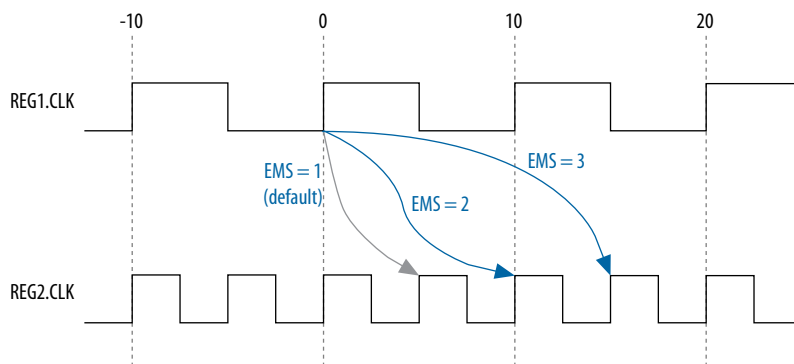 -10 0 10 20
REG1.CLK
EMS = 1
(default)
EMS = 3
EMS = 2
REG2.CLK